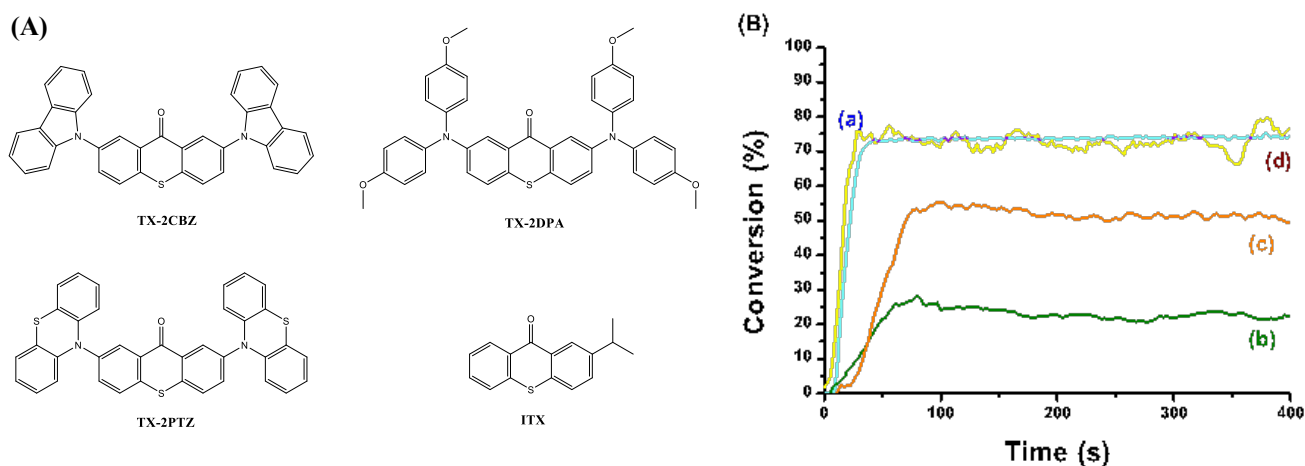 (A)
O
N
N
S
TX-2CBZ
O
O
O
N
N
S
O
O
TX-2DPA
S
S
O
N
N
S
TX-2PTZ
O
S
ITX
(B)
Conversion (%)
100
90
80
70
60
50
40
30
20
10
0
0
100
200
300
400
Time (s)
(a)
(d)
(c)
(b)